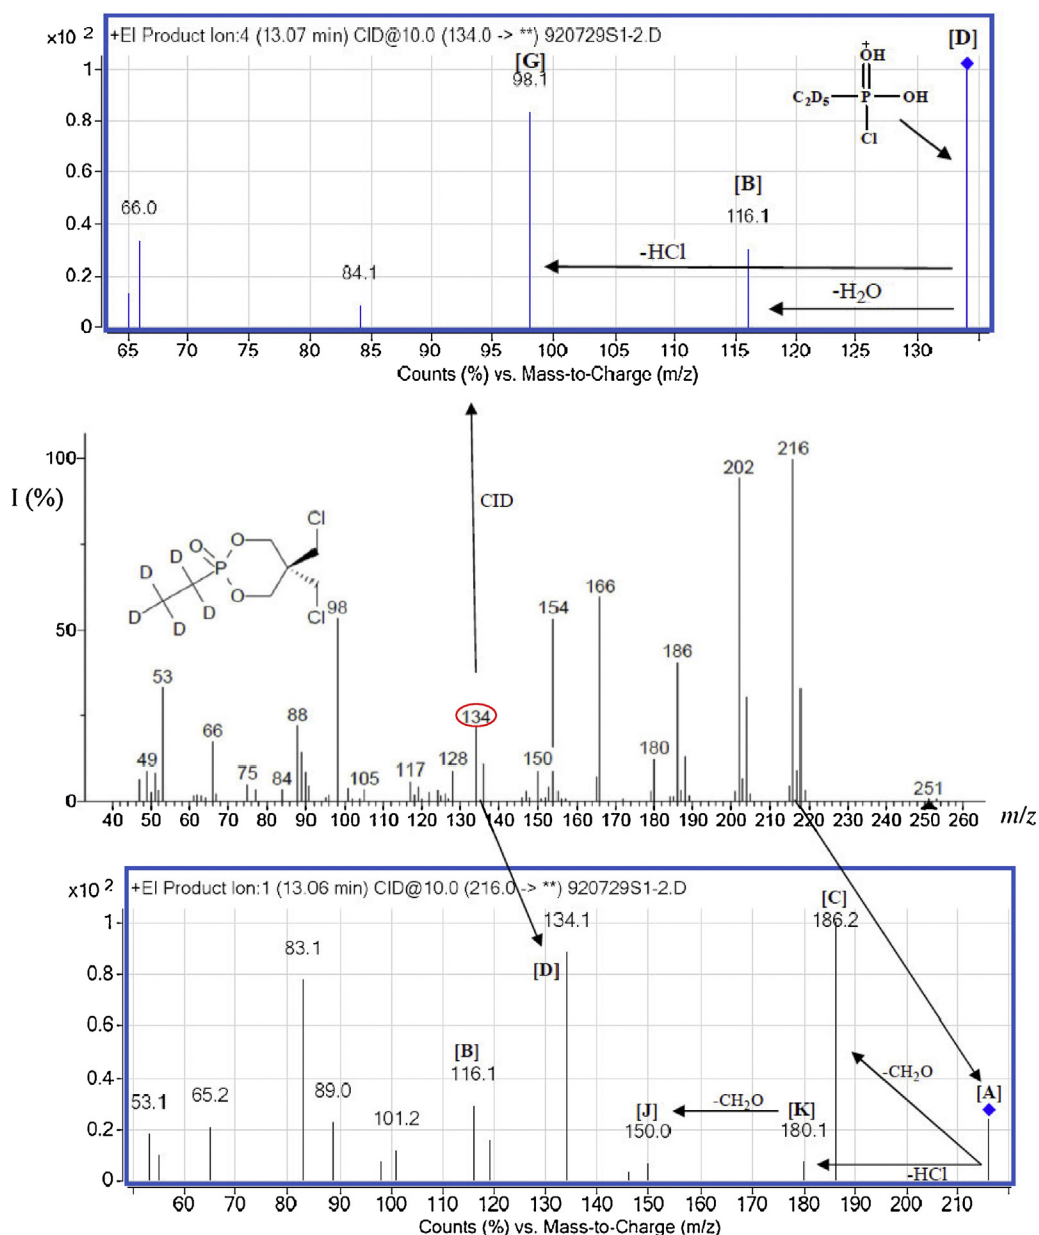 ×10 ²
+EI Product Ion:4 (13.07 min) CID@10.0 (134.0 -> **) 920729S1-2.D
[G]
98.1
[D]
+
OH
C₂D₅ P OH
Cl
1
0.8
0.6
0.4
0.2
0
66.0
84.1
[B]
116.1
-HCl
-H₂O
65 70 75 80 85 90 95 100 105 110 115 120 125 130
Counts (%) vs. Mass-to-Charge (m/z)
CID
I (%)
100
50
0
Cl
O O
D P
D O
D D D
Cl
49 53 66 75 84 88 98 105 117 128 134 150 154 166 180 186 202 216 251
40 50 60 70 80 90 100 110 120 130 140 150 160 170 180 190 200 210 220 230 240 250 260 m/z
×10 ²
+EI Product Ion:1 (13.06 min) CID@10.0 (216.0 -> **) 920729S1-2.D
1
0.8
0.6
0.4
0.2
0
53.1
65.2
83.1
89.0
101.2
[B]
116.1
[D]
134.1
[J]
150.0
-CH₂O
[K]
180.1
[C]
186.2
-CH₂O
-HCl
[A]
60 70 80 90 100 110 120 130 140 150 160 170 180 190 200 210
Counts (%) vs. Mass-to-Charge (m/z)